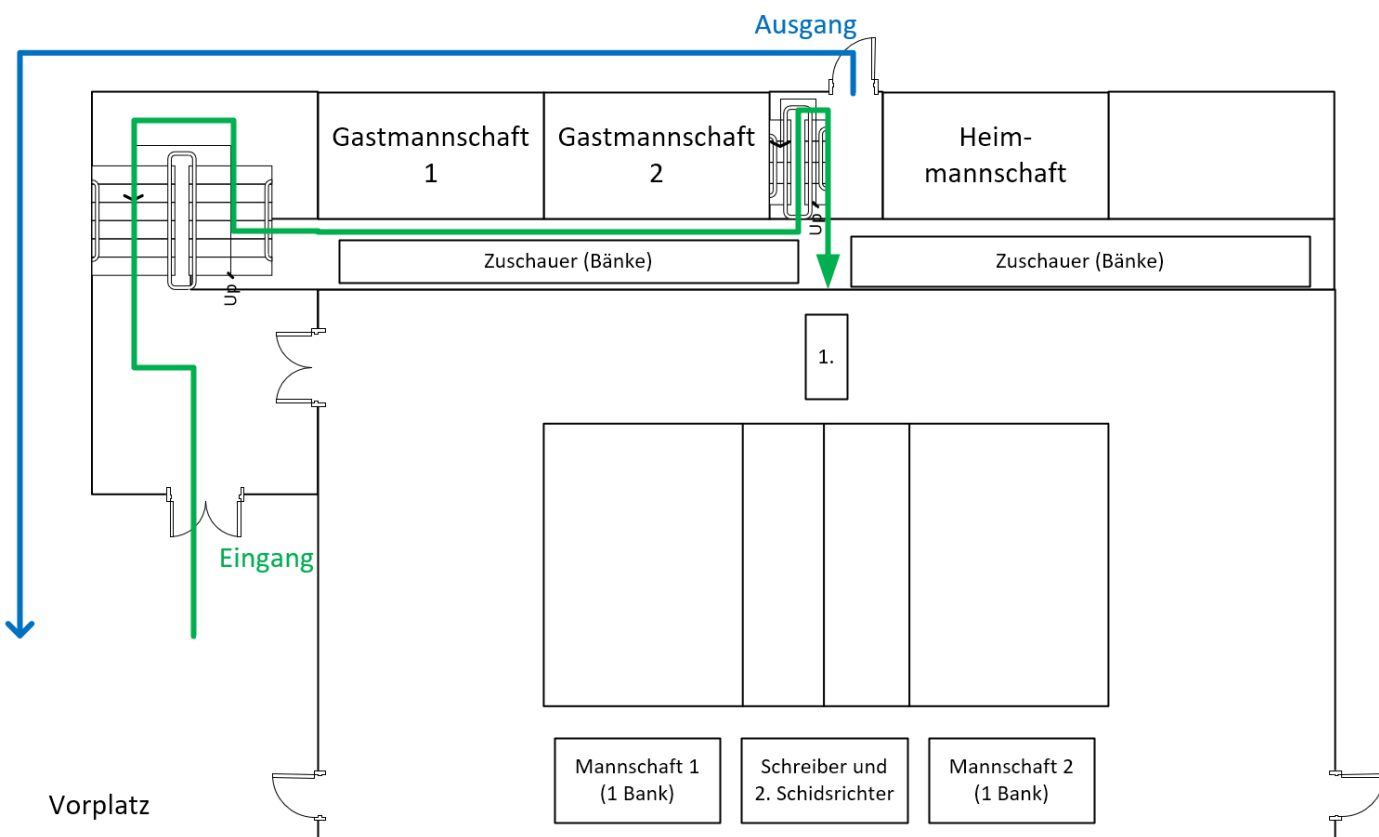 Ausgang
Gastmannschaft
1
Gastmannschaft
2
Heim-
mannschaft
Up
Zuschauer (Bänke)
Zuschauer (Bänke)
Up
1.
Eingang
Mannschaft 1
(1 Bank)
Schreiber und
2. Schidsrichter
Mannschaft 2
(1 Bank)
Vorplatz